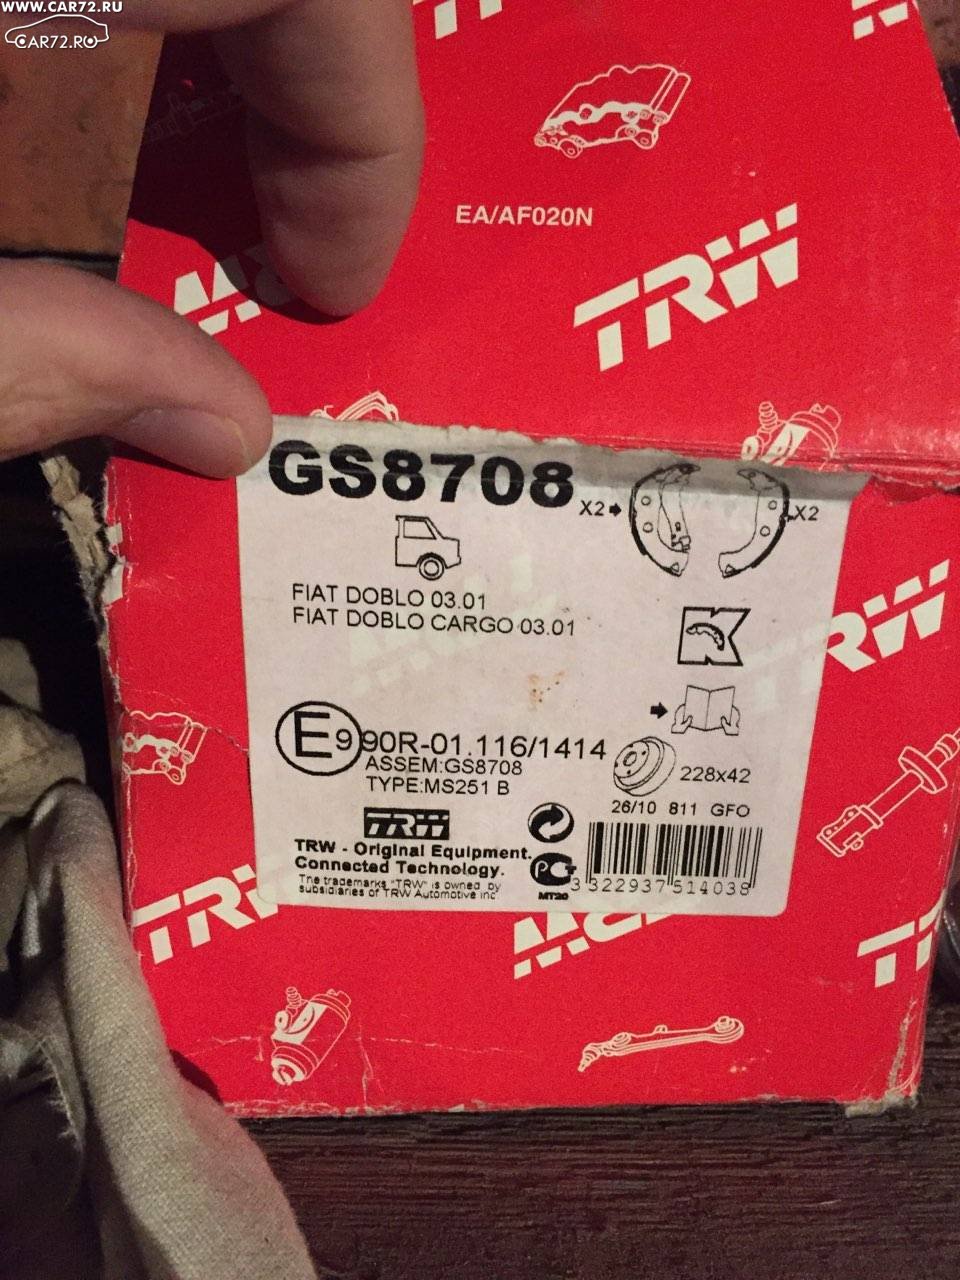 WWW.CAR72.RU
CAR72.RU
TRW
EA/AF020N
TRW
GS8708
X2 X2
FIAT DOBLO 03.01
FIAT DOBLO CARGO 03.01
K
TRW
E9 90R-01.116/1414
ASSEM:GS8708
TYPE:MS251 B
228x42
26/10 811 GFO
TRW
TRW - Original Equipment.
Connected Technology.
The trademarks "TRW" is owned by
subsidiaries of TRW Automotive Inc
MT20
3 322937 514038
TRW